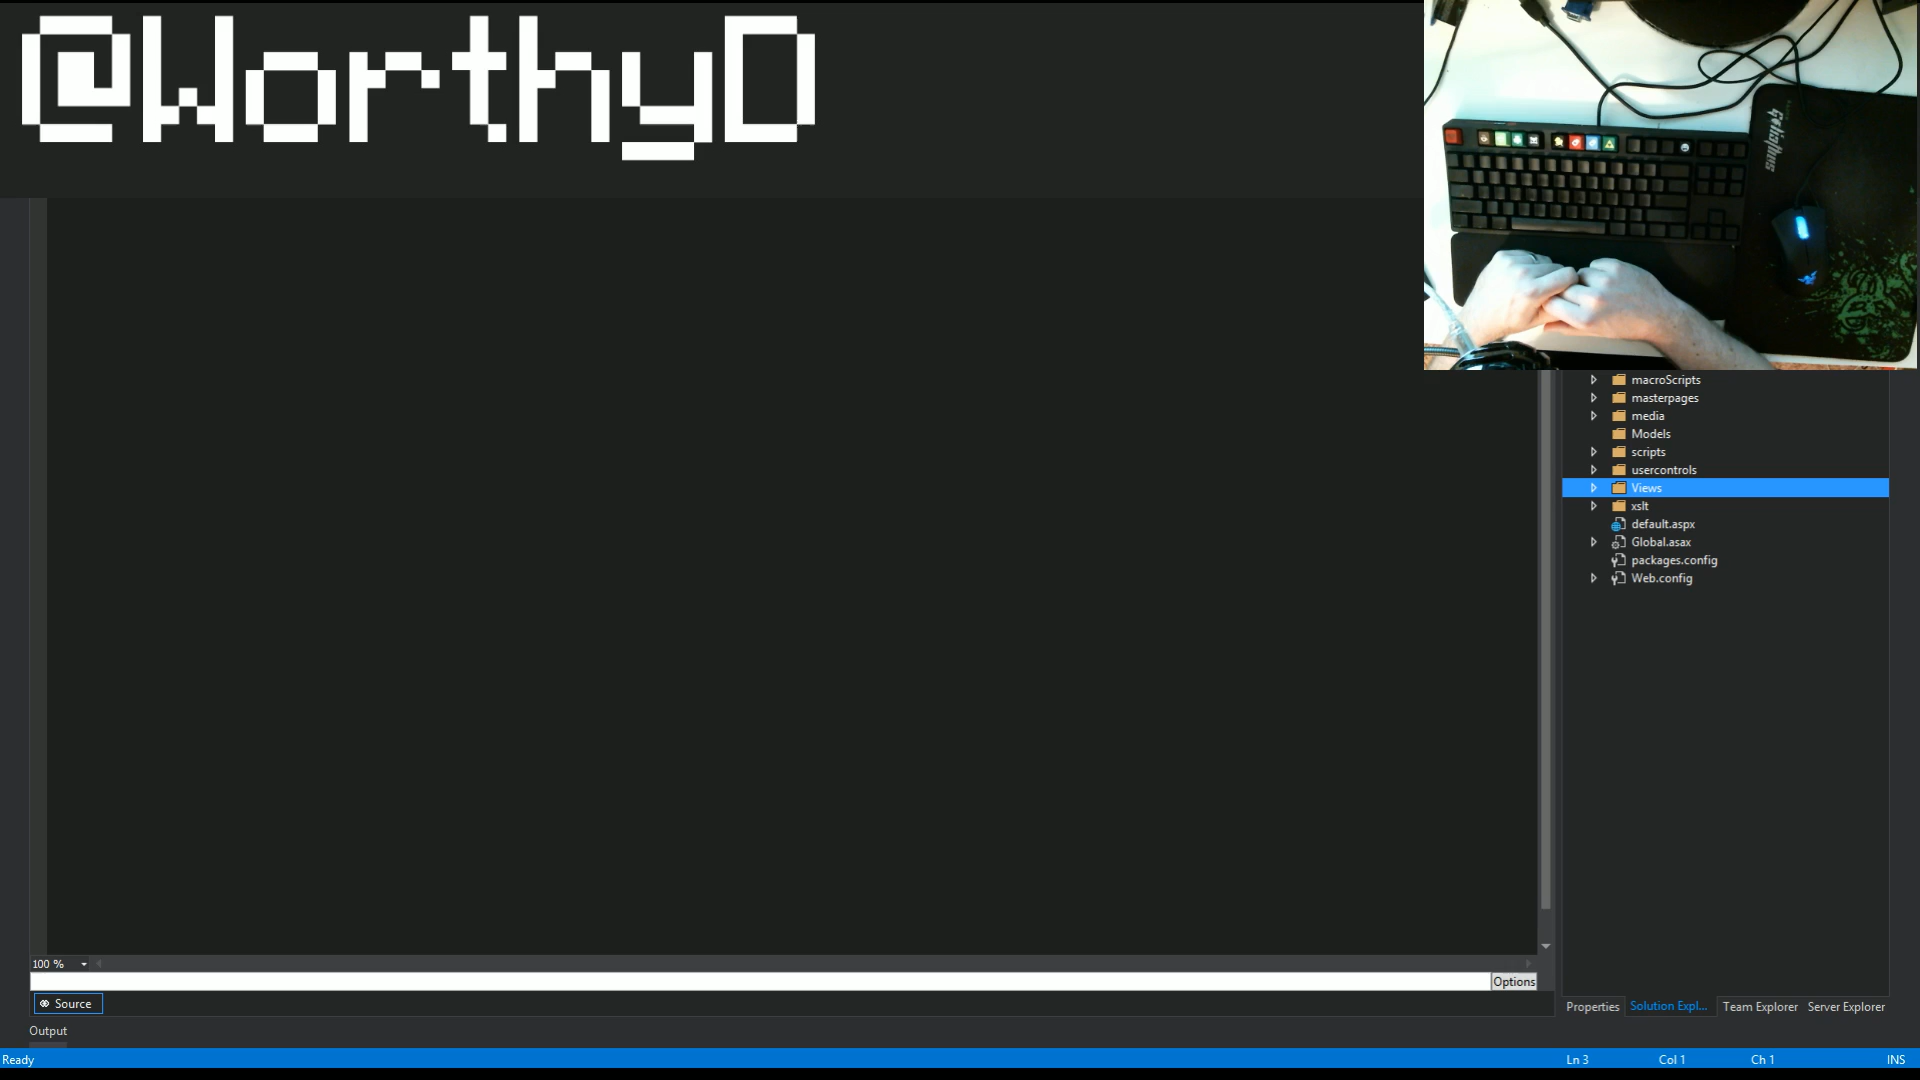 @WorthyD
macroScripts
masterpages
media
Models
scripts
usercontrols
Views
xslt
default.aspx
Global.asax
packages.config
Web.config
100 %
Options
Source
Properties
Solution Expl...
Team Explorer
Server Explorer
Output
Ready
Ln 3
Col 1
Ch 1
INS